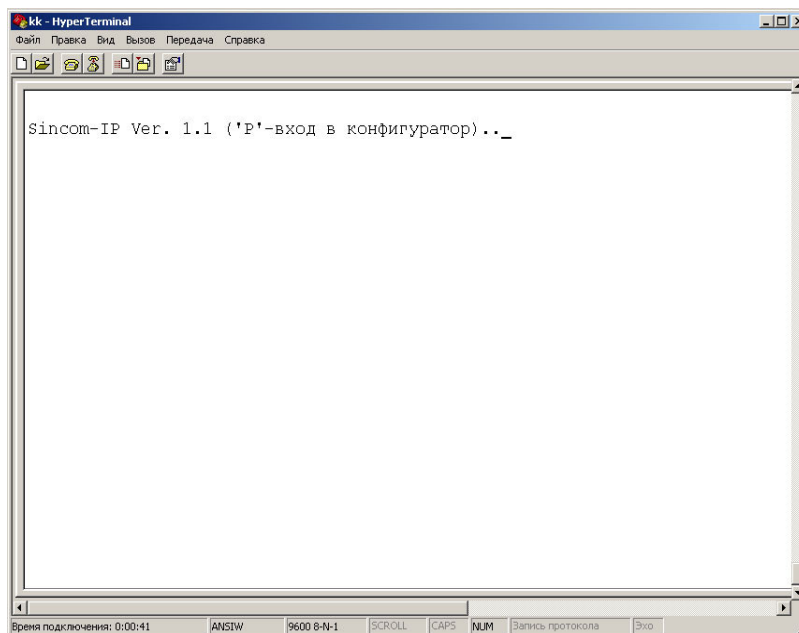 kk - HyperTerminal
Файл Правка Вид Вызов Передача Справка
Sincom-IP Ver. 1.1 ('P'-вход в конфигуратор).._
Время подключения: 0:00:41 ANSIW 9600 8-N-1 SCROLL CAPS NUM Запись протокола Эхо